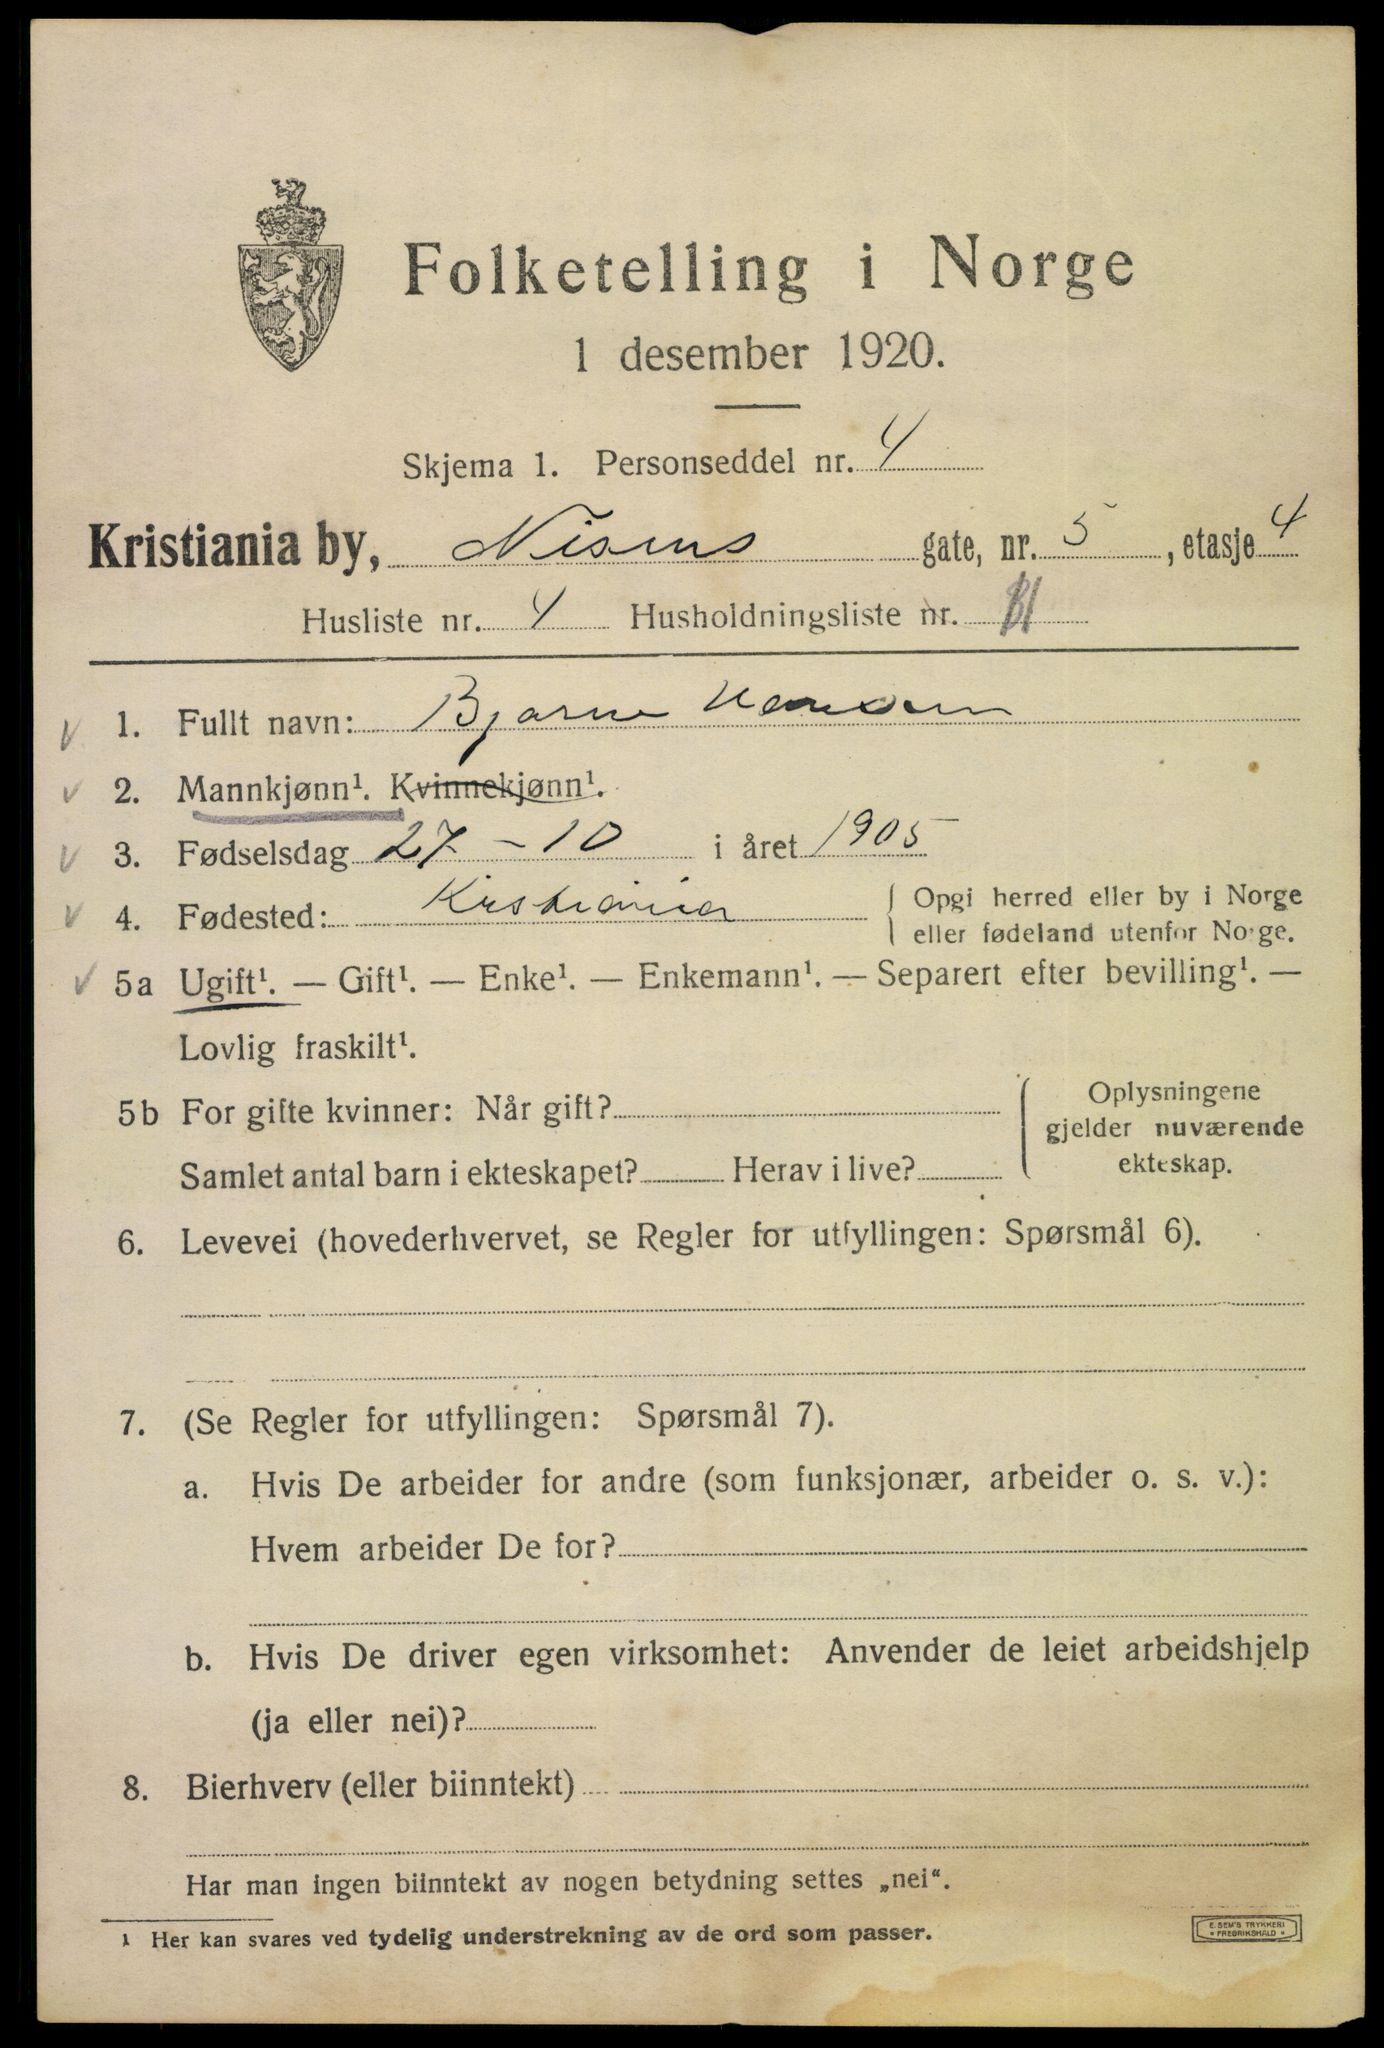 Folketelling i Norge
1 desember 1920.
Skjema 1. Personseddel nr. 4
Kristiania by, gate, nr. 5, etasje 4
Husliste nr. 4 Husholdningsliste nr.
1. Fullt navn: Bjarne Hansen
2. Mannkjønn¹. Kvinnekjønn¹.
3. Fødselsdag 27 - 10 i året 1905
4. Fødested: Kristiania { Opgi herred eller by i Norge
eller fødeland utenfor Norge.
5a Ugift¹. — Gift¹. — Enke¹. — Enkemann¹. — Separert efter bevilling¹. —
Lovlig fraskilt¹.
5b For gifte kvinner: Når gift? { Oplysningene
gjelder nuværende
Samlet antal barn i ekteskapet? Herav i live? ekteskap.
6. Levevei (hovederhvervet, se Regler for utfyllingen: Spørsmål 6).
7. (Se Regler for utfyllingen: Spørsmål 7).
a. Hvis De arbeider for andre (som funksjonær, arbeider o. s. v.):
Hvem arbeider De for?
b. Hvis De driver egen virksomhet: Anvender de leiet arbeidshjelp
(ja eller nei)?
8. Bierhverv (eller biinntekt)
Har man ingen biinntekt av nogen betydning settes „nei“.
1 Her kan svares ved tydelig understrekning av de ord som passer.
E. SEM'S TRYKKERI
* FREDRIKSHALD *